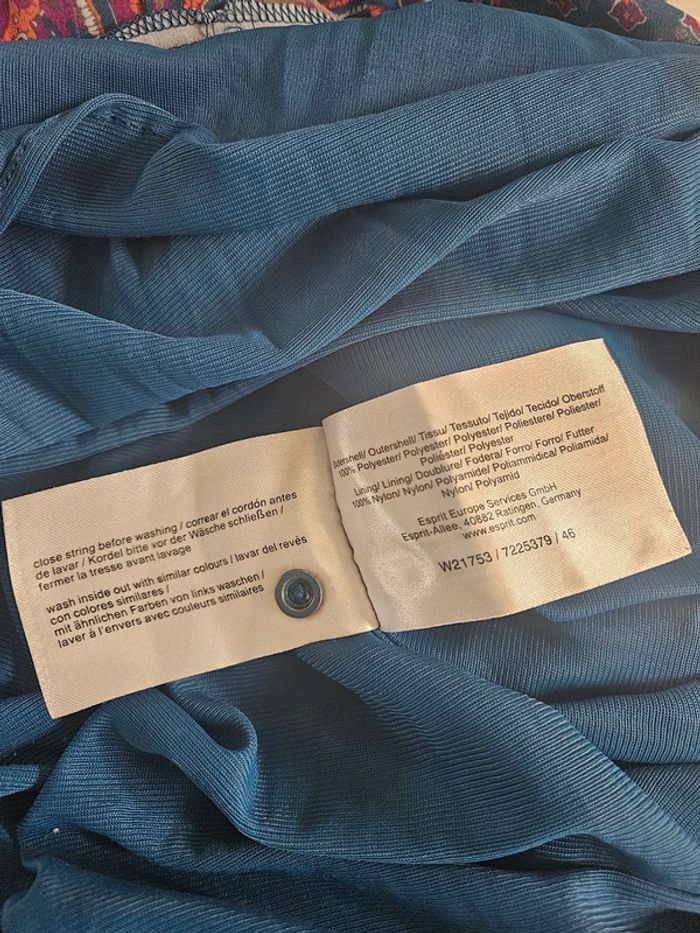 close string before washing / correar el cordón antes
de lavar / Kordel bitte vor der Wäsche schließen /
fermer la tresse avant lavage
wash inside out with similar colours / lavar del revés
con colores similares /
mit ähnlichen Farben von links waschen /
laver à l'envers avec couleurs similaires
Outershell/ Outershell/ Tissu/ Tessuto/ Tejido/ Tecido/ Oberstoff
100% Polyester/ Polyester/ Polyester/ Poliestere/ Poliester/
Poliéster/ Polyester
Lining/ Lining/ Doublure/ Fodera/ Forro/ Forro/ Futter
100% Nylon/ Nylon/ Polyamide/ Poliammidica/ Poliamida/
Nylon/ Polyamid
Esprit Europe Services GmbH
Esprit-Allee, 40882 Ratingen, Germany
www.esprit.com
W21753 / 7225379 / 46